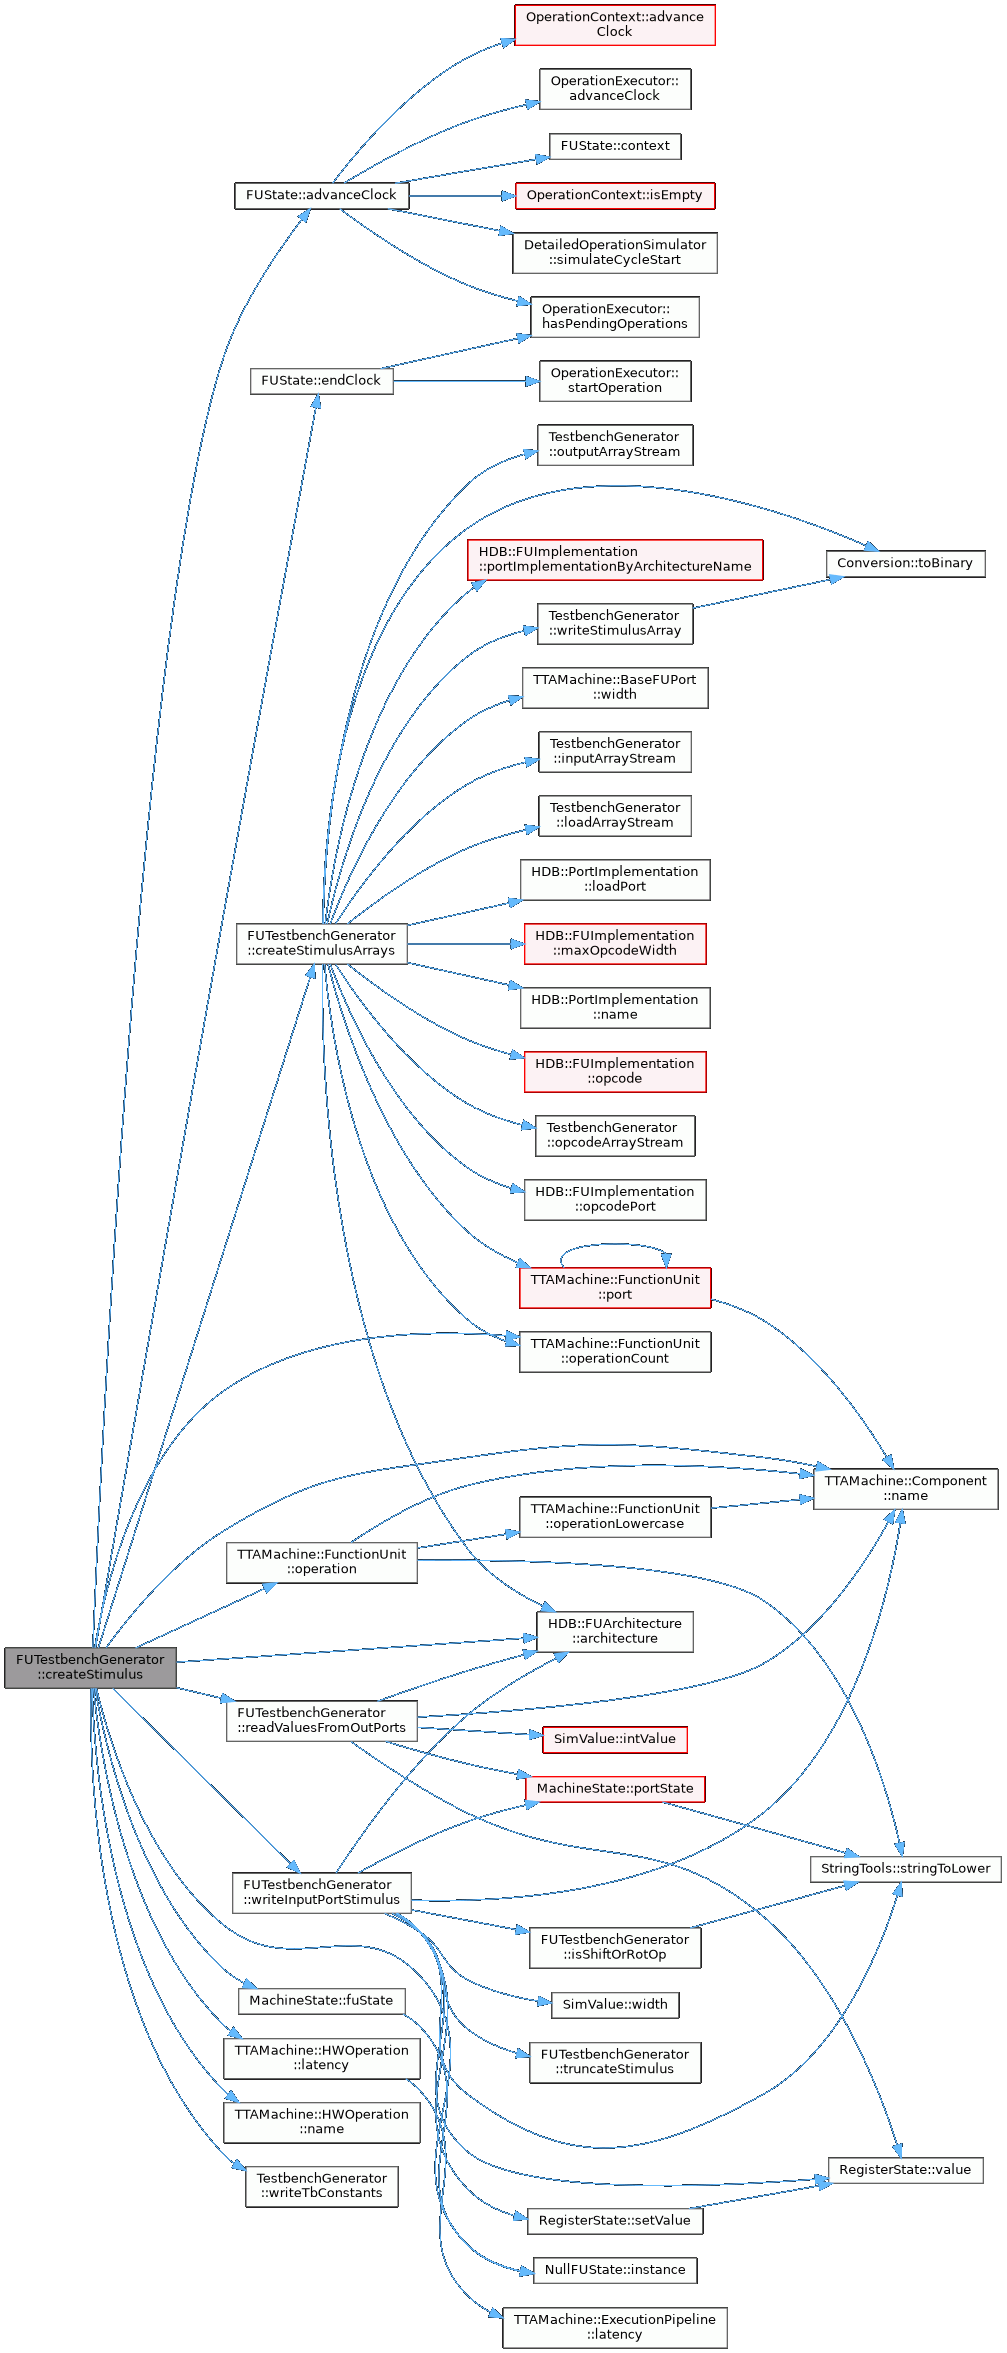 OperationContext::advance
Clock
OperationExecutor::
advanceClock
FUState::context
FUState::advanceClock
OperationContext::isEmpty
DetailedOperationSimulator
::simulateCycleStart
OperationExecutor::
hasPendingOperations
FUState::endClock
OperationExecutor::
startOperation
TestbenchGenerator
::outputArrayStream
HDB::FUImplementation
::portImplementationByArchitectureName
Conversion::toBinary
TestbenchGenerator
::writeStimulusArray
TTAMachine::BaseFUPort
::width
TestbenchGenerator
::inputArrayStream
TestbenchGenerator
::loadArrayStream
HDB::PortImplementation
::loadPort
FUTestbenchGenerator
::createStimulusArrays
HDB::FUImplementation
::maxOpcodeWidth
HDB::PortImplementation
::name
HDB::FUImplementation
::opcode
TestbenchGenerator
::opcodeArrayStream
HDB::FUImplementation
::opcodePort
TTAMachine::FunctionUnit
::port
TTAMachine::FunctionUnit
::operationCount
TTAMachine::Component
::name
TTAMachine::FunctionUnit
::operationLowercase
TTAMachine::FunctionUnit
::operation
HDB::FUArchitecture
::architecture
FUTestbenchGenerator
::createStimulus
FUTestbenchGenerator
::readValuesFromOutPorts
SimValue::intValue
MachineState::portState
StringTools::stringToLower
FUTestbenchGenerator
::writeInputPortStimulus
FUTestbenchGenerator
::isShiftOrRotOp
MachineState::fuState
SimValue::width
TTAMachine::HWOperation
::latency
FUTestbenchGenerator
::truncateStimulus
TTAMachine::HWOperation
::name
RegisterState::value
TestbenchGenerator
::writeTbConstants
RegisterState::setValue
NullFUState::instance
TTAMachine::ExecutionPipeline
::latency